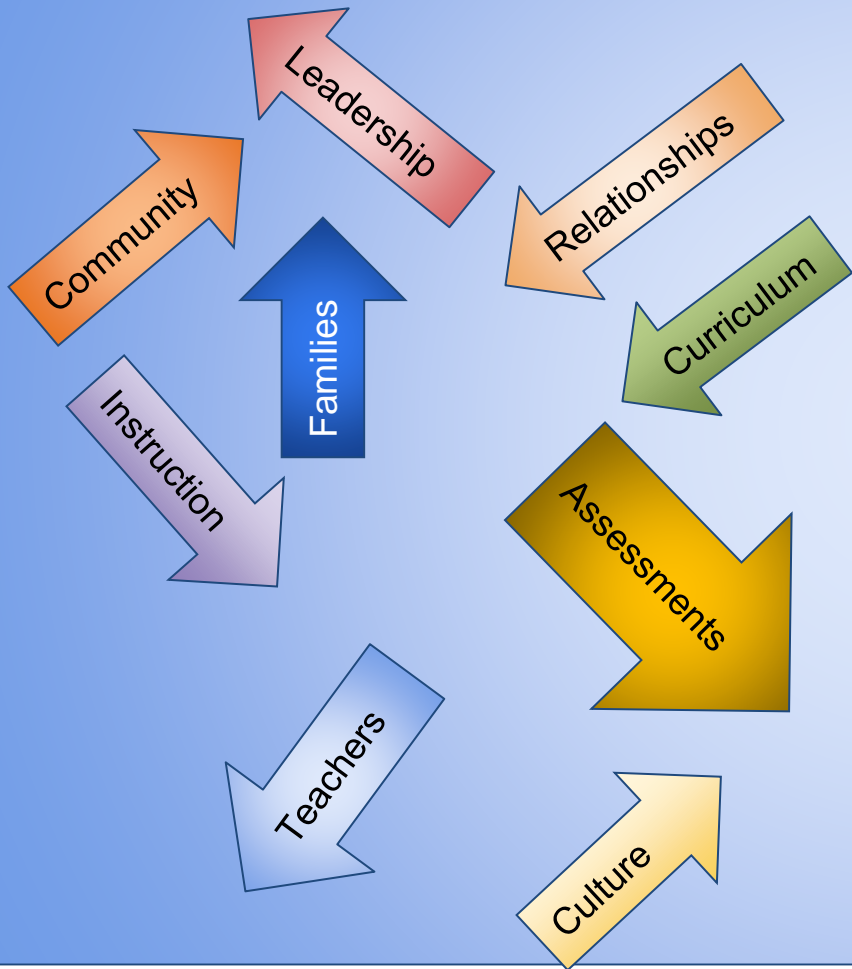 Leadership
Relationships
Community
Families
Curriculum
Instruction
Assessments
Teachers
Culture